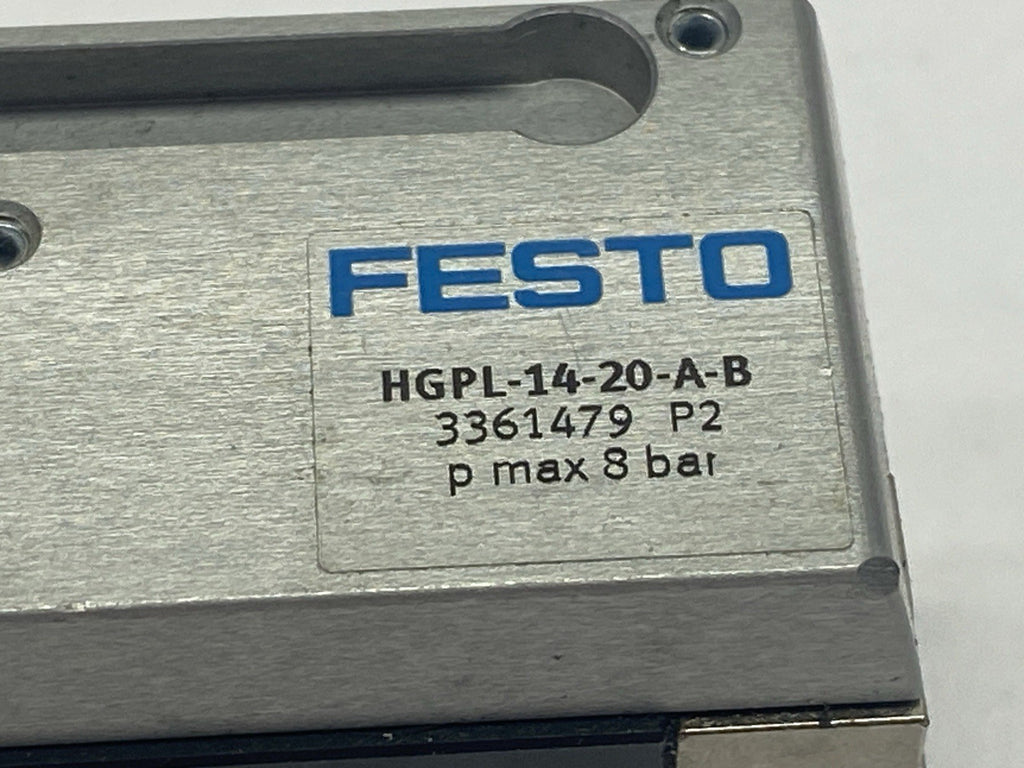 FESTO
HGPL-14-20-A-B
3361479 P2
p max 8 bar